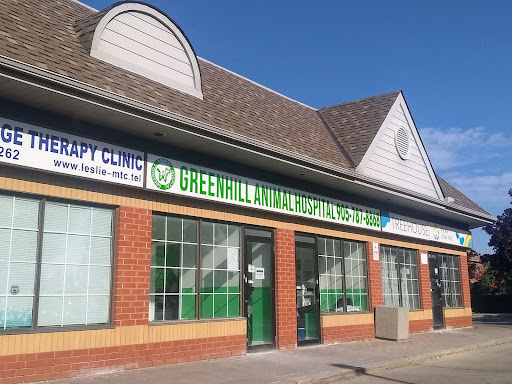 GE THERAPY CLINIC
262
www.leslie-mtc.tel
GREENHILL ANIMAL HOSPITAL 905-787-8868
TREEHOUSE